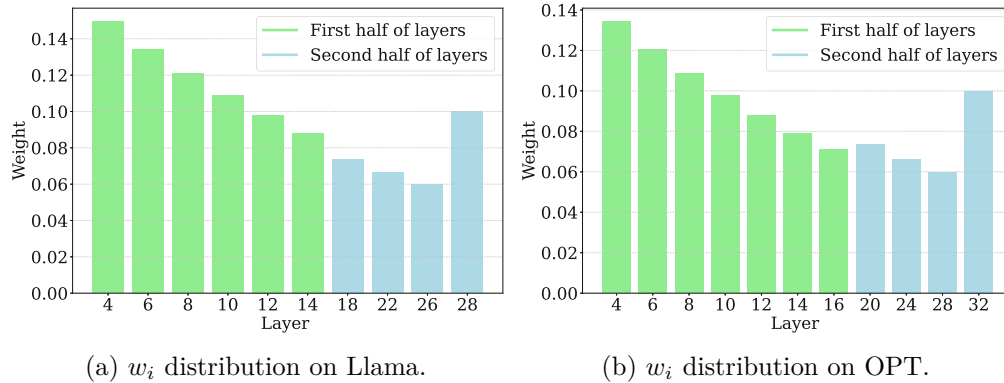 First half of layers
Second half of layers
0.14
0.12
0.10
0.08
0.06
0.04
0.02
0.00
Weight
4 6 8 10 12 14 18 22 26 28
Layer
(a) w_i distribution on Llama.
First half of layers
Second half of layers
0.14
0.12
0.10
0.08
0.06
0.04
0.02
0.00
Weight
4 6 8 10 12 14 16 20 24 28 32
Layer
(b) w_i distribution on OPT.